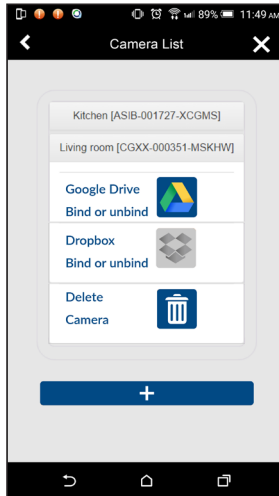 89% 11:49 AM
Camera List
Kitchen [ASIB-001727-XCGMS]
Living room [CGXX-000351-MSKHW]
Google Drive
Bind or unbind
Dropbox
Bind or unbind
Delete
Camera